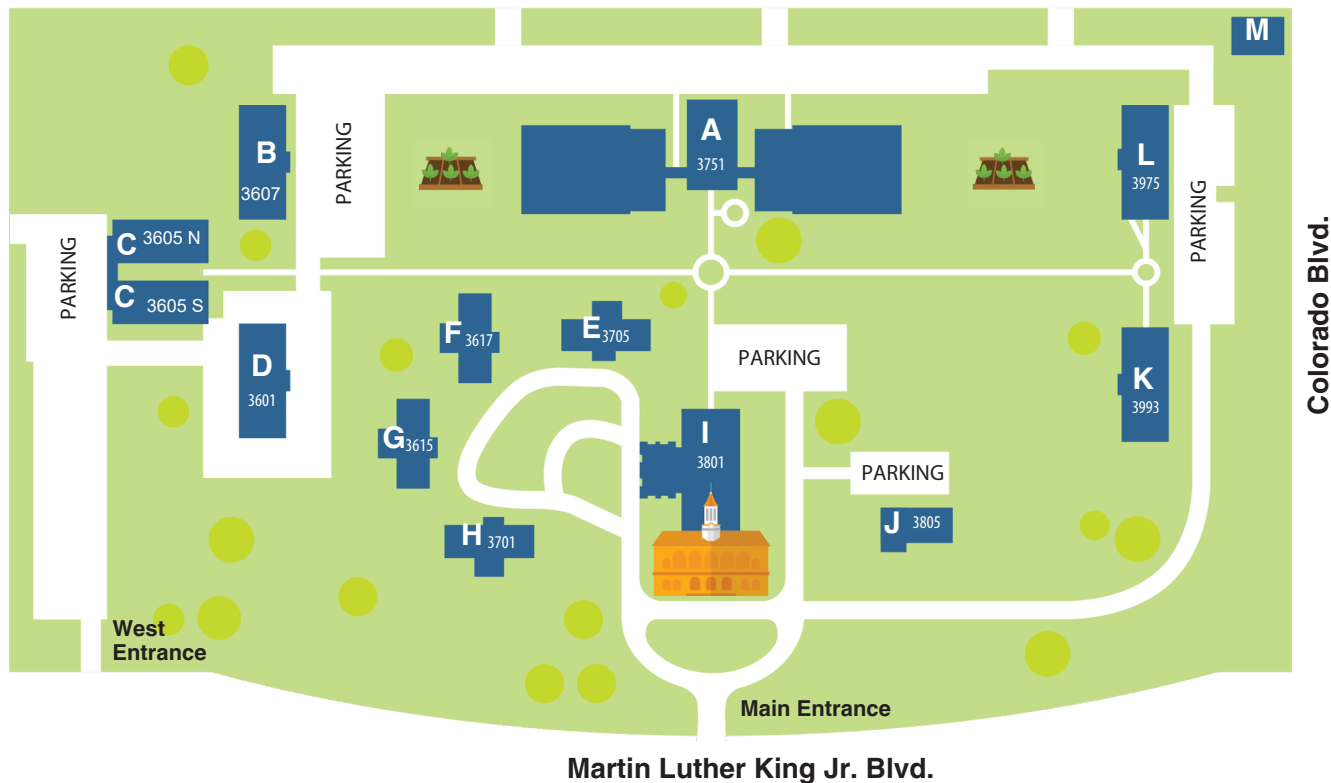 M
A
3751
B
3607
PARKING
L
3975
PARKING
C 3605 N
C 3605 S
PARKING
Colorado Blvd.
F 3617
E 3705
D
3601
PARKING
K
3993
G 3615
I
3801
PARKING
H 3701
J 3805
West
Entrance
Main Entrance
Martin Luther King Jr. Blvd.